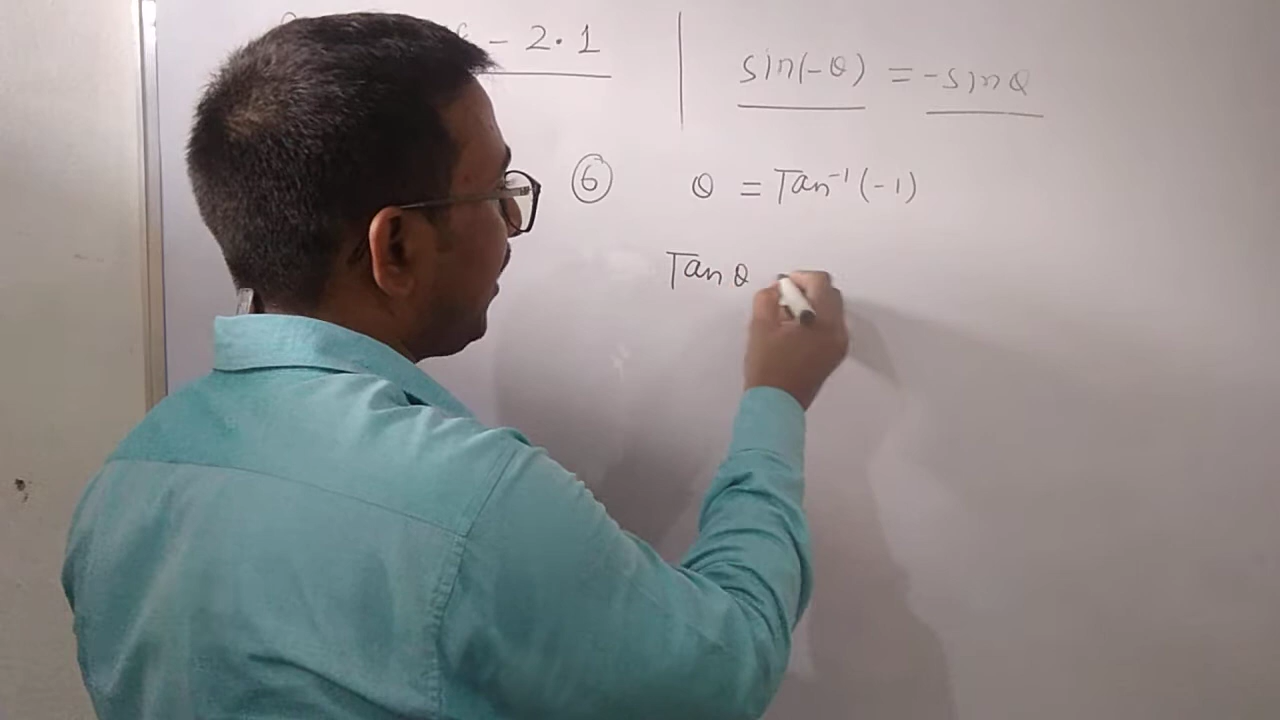 - 2.1
sin(-θ) = -sinθ
⑥ θ = Tan⁻¹(-1)
Tan θ